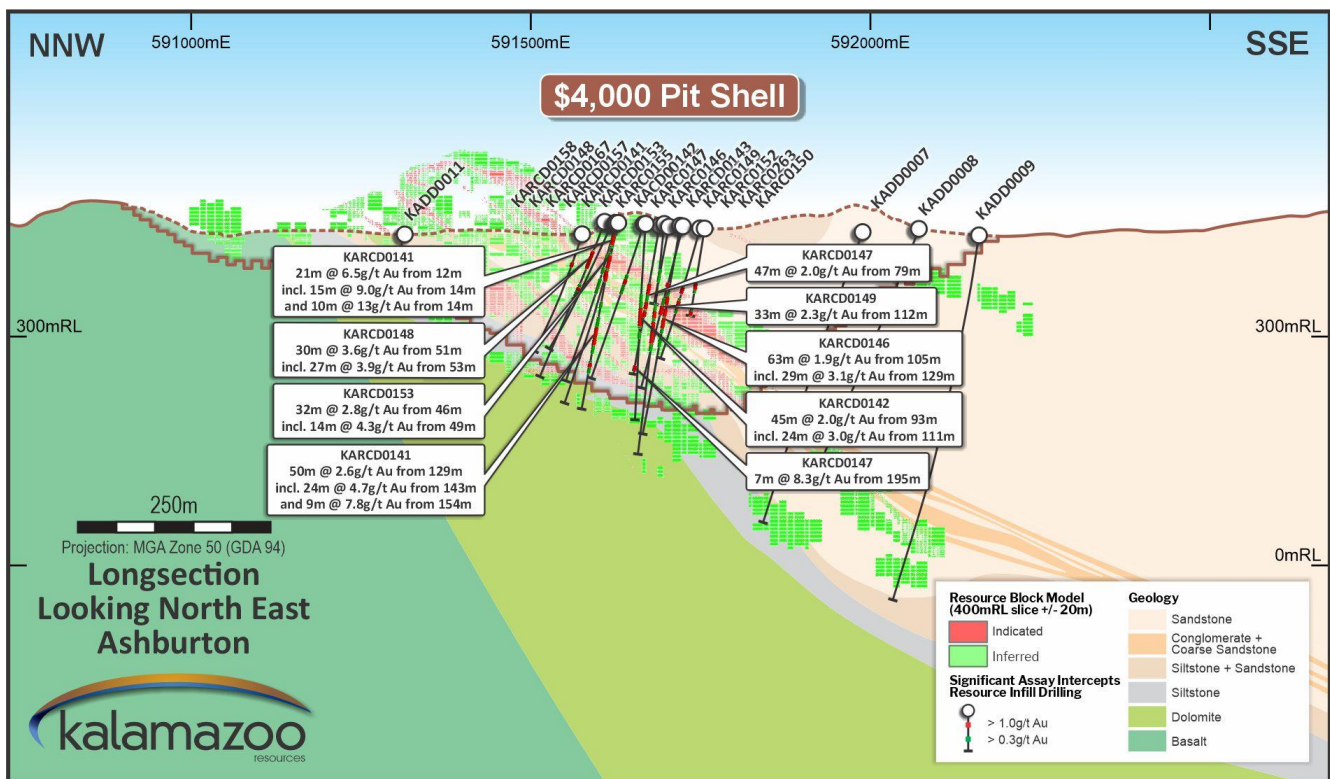 NNW
591000mE
591500mE
592000mE
SSE
$4,000 Pit Shell
KADD0011
KARCD0158
KARCD0148
KARCD0167
KARCD0157
KARCD0141
KARCD0153
KARC0105
KACD0142
KARC0147
KARCD0146
KARCD0143
KARC0149
KARC0152
KARC0263
KARC0150
KADD0007
KADD0008
KADD0009
KARCD0141
21m @ 6.5g/t Au from 12m
incl. 15m @ 9.0g/t Au from 14m
and 10m @ 13g/t Au from 14m
KARCD0148
30m @ 3.6g/t Au from 51m
incl. 27m @ 3.9g/t Au from 53m
KARCD0153
32m @ 2.8g/t Au from 46m
incl. 14m @ 4.3g/t Au from 49m
KARCD0141
50m @ 2.6g/t Au from 129m
incl. 24m @ 4.7g/t Au from 143m
and 9m @ 7.8g/t Au from 154m
KARCD0147
47m @ 2.0g/t Au from 79m
KARCD0149
33m @ 2.3g/t Au from 112m
KARCD0146
63m @ 1.9g/t Au from 105m
incl. 29m @ 3.1g/t Au from 129m
KARCD0142
45m @ 2.0g/t Au from 93m
incl. 24m @ 3.0g/t Au from 111m
KARCD0147
7m @ 8.3g/t Au from 195m
300mRL
300mRL
0mRL
250m
Projection: MGA Zone 50 (GDA 94)
Longsection
Looking North East
Ashburton
kalamazoo
resources
Resource Block Model
(400mRL slice +/- 20m)
Indicated
Inferred
Significant Assay Intercepts
Resource Infill Drilling
> 1.0g/t Au
> 0.3g/t Au
Geology
Sandstone
Conglomerate +
Coarse Sandstone
Siltstone + Sandstone
Siltstone
Dolomite
Basalt